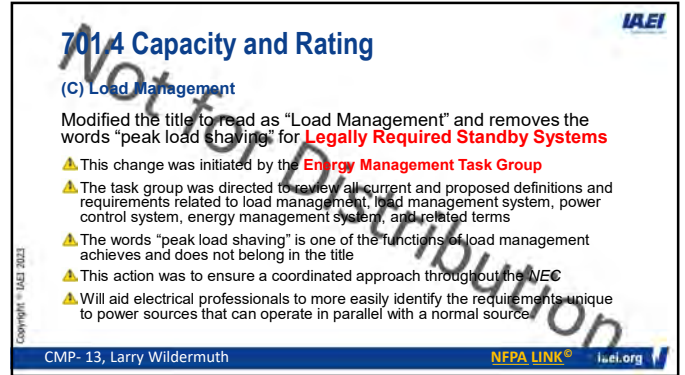 IAEI
701.4 Capacity and Rating
(C) Load Management
Modified the title to read as “Load Management” and removes the
words “peak load shaving” for Legally Required Standby Systems
This change was initiated by the Energy Management Task Group
The task group was directed to review all current and proposed definitions and
requirements related to load management, load management system, power
control system, energy management system, and related terms
The words “peak load shaving” is one of the functions of load management
achieves and does not belong in the title
This action was to ensure a coordinated approach throughout the NEC
Will aid electrical professionals to more easily identify the requirements unique
to power sources that can operate in parallel with a normal source
Not for Distribution
Copyright © IAEI 2023
CMP- 13, Larry Wildermuth
NFPA LINK©
iaei.org